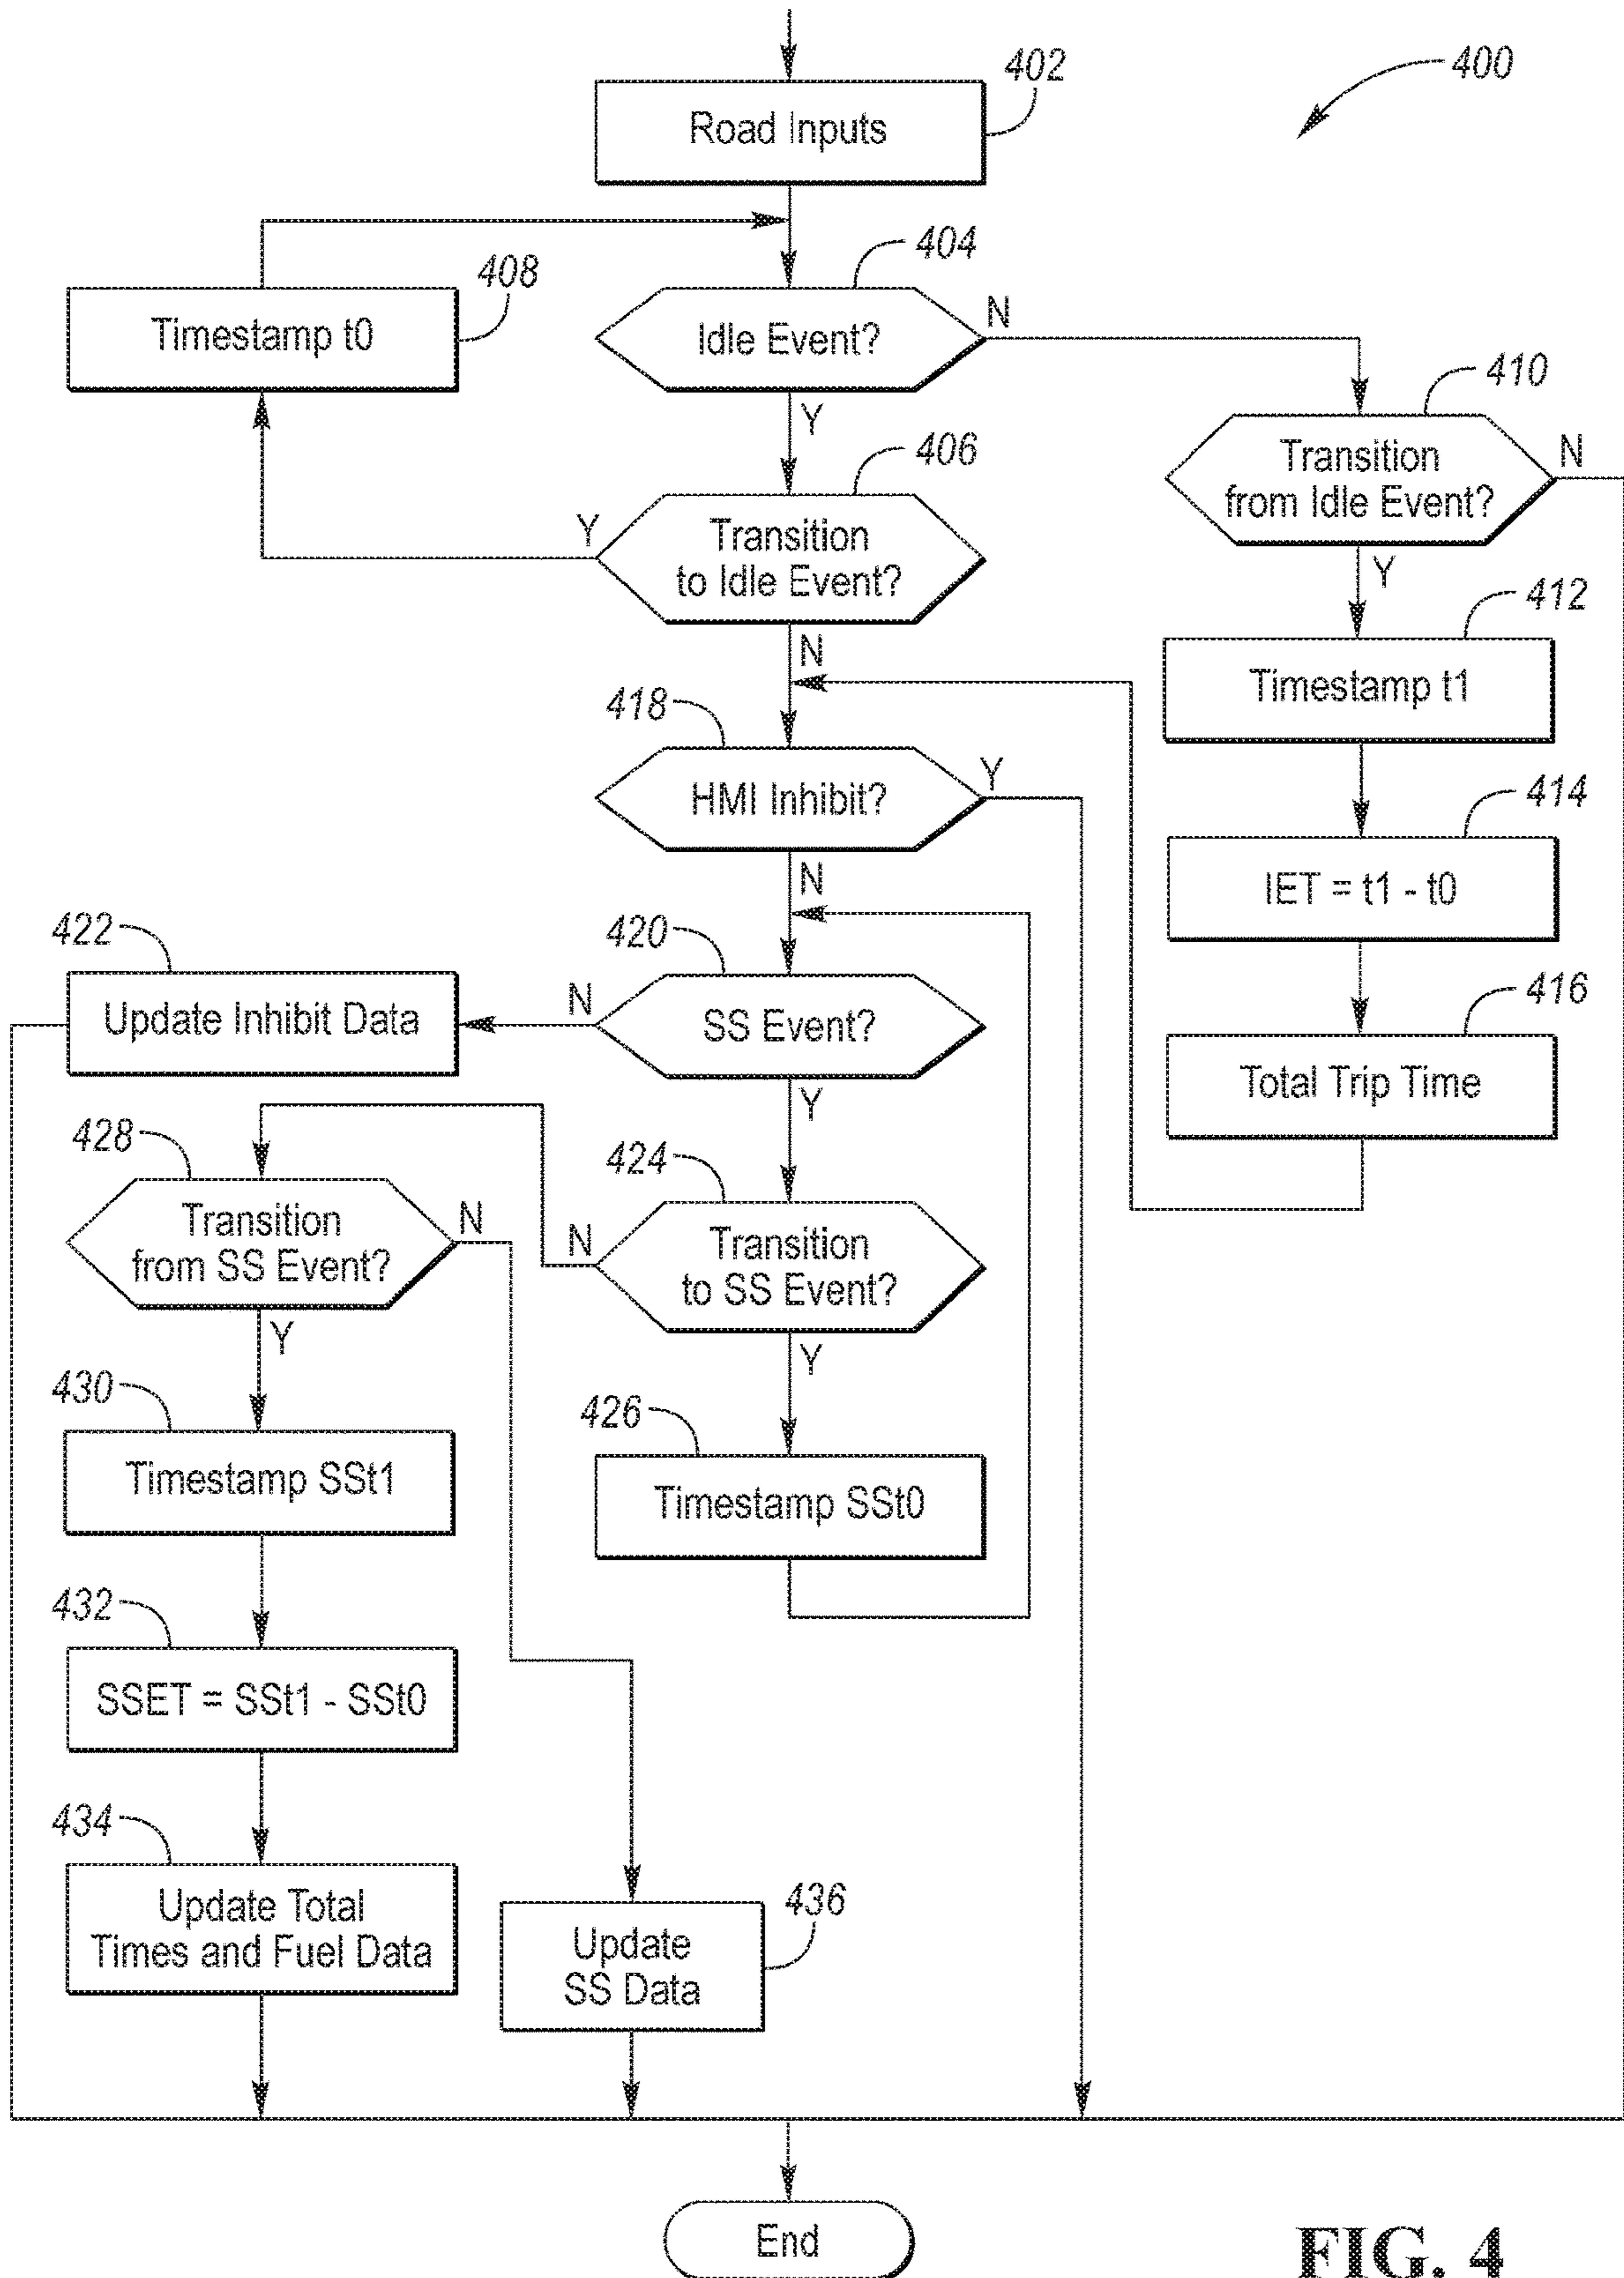 402
400
Road Inputs
404
408
Timestamp t0
Idle Event?
N
Y
410
Transition
from Idle Event?
N
Y
406
Transition
to Idle Event?
Y
N
412
Timestamp t1
418
HMI Inhibit?
Y
N
414
IET = t1 - t0
422
Update Inhibit Data
420
SS Event?
N
Y
416
Total Trip Time
428
Transition
from SS Event?
N
Y
424
Transition
to SS Event?
N
Y
430
Timestamp SSt1
426
Timestamp SSt0
432
SSET = SSt1 - SSt0
434
Update Total
Times and Fuel Data
436
Update
SS Data
End
FIG. 4